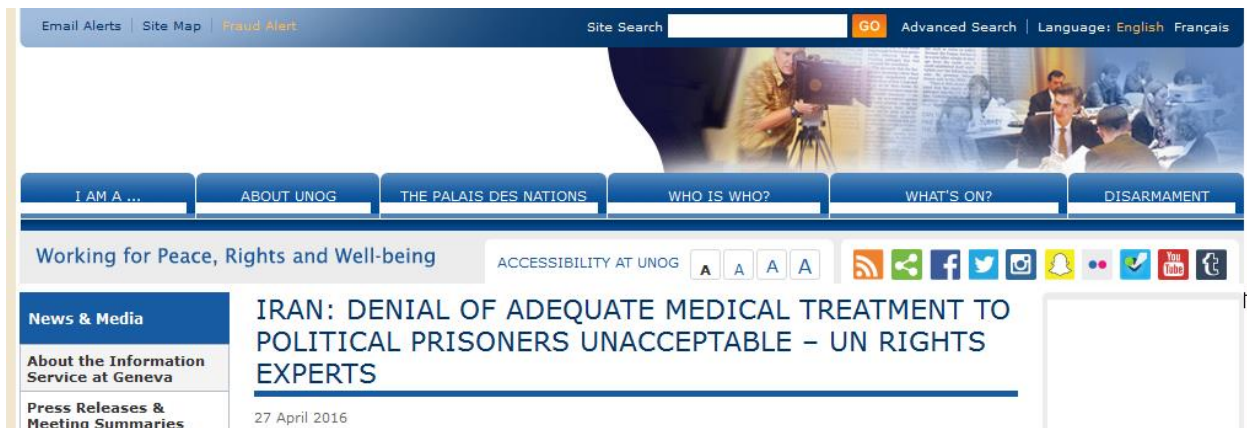 Email Alerts | Site Map | Fraud Alert
Site Search GO Advanced Search | Language: English Français
I AM A ... ABOUT UNOG THE PALAIS DES NATIONS WHO IS WHO? WHAT'S ON? DISARMAMENT
Working for Peace, Rights and Well-being
ACCESSIBILITY AT UNOG A A A A
You
Tube
News & Media
About the Information
Service at Geneva
Press Releases &
Meeting Summaries
IRAN: DENIAL OF ADEQUATE MEDICAL TREATMENT TO
POLITICAL PRISONERS UNACCEPTABLE – UN RIGHTS
EXPERTS
27 April 2016